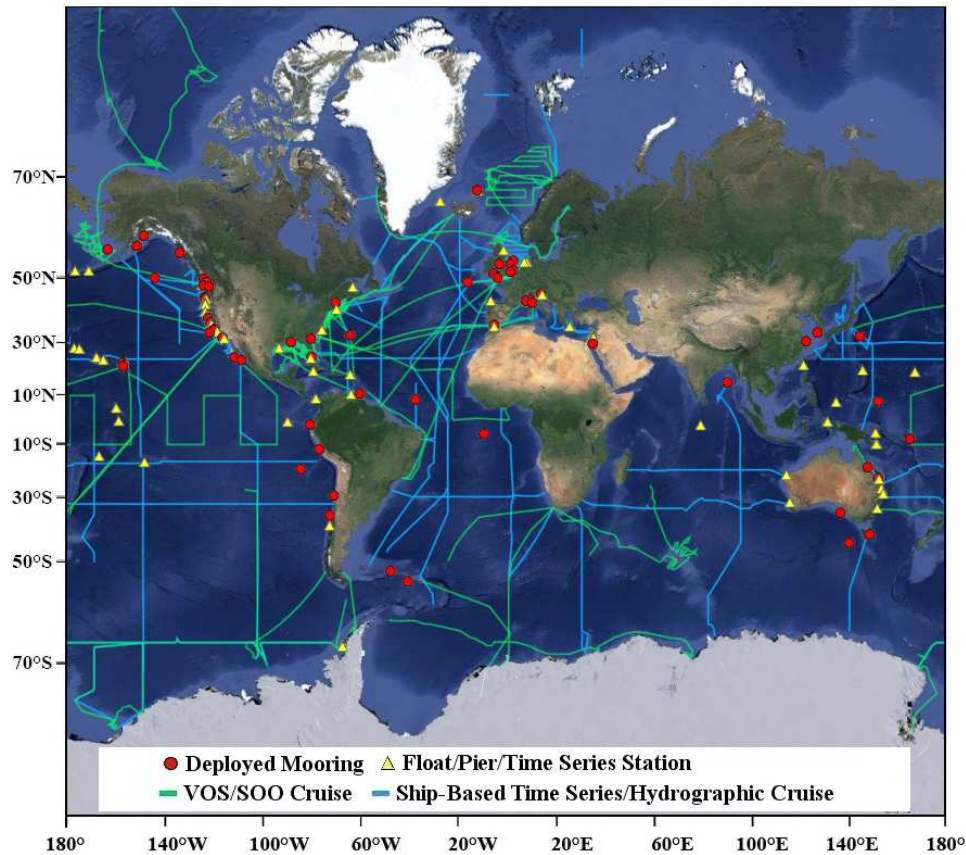 70°N
50°N
30°N
10°N
10°S
30°S
50°S
70°S
Deployed Mooring Float/Pier/Time Series Station
VOS/SOO Cruise Ship-Based Time Series/Hydrographic Cruise
180° 140°W 100°W 60°W 20°W 20°E 60°E 100°E 140°E 180°